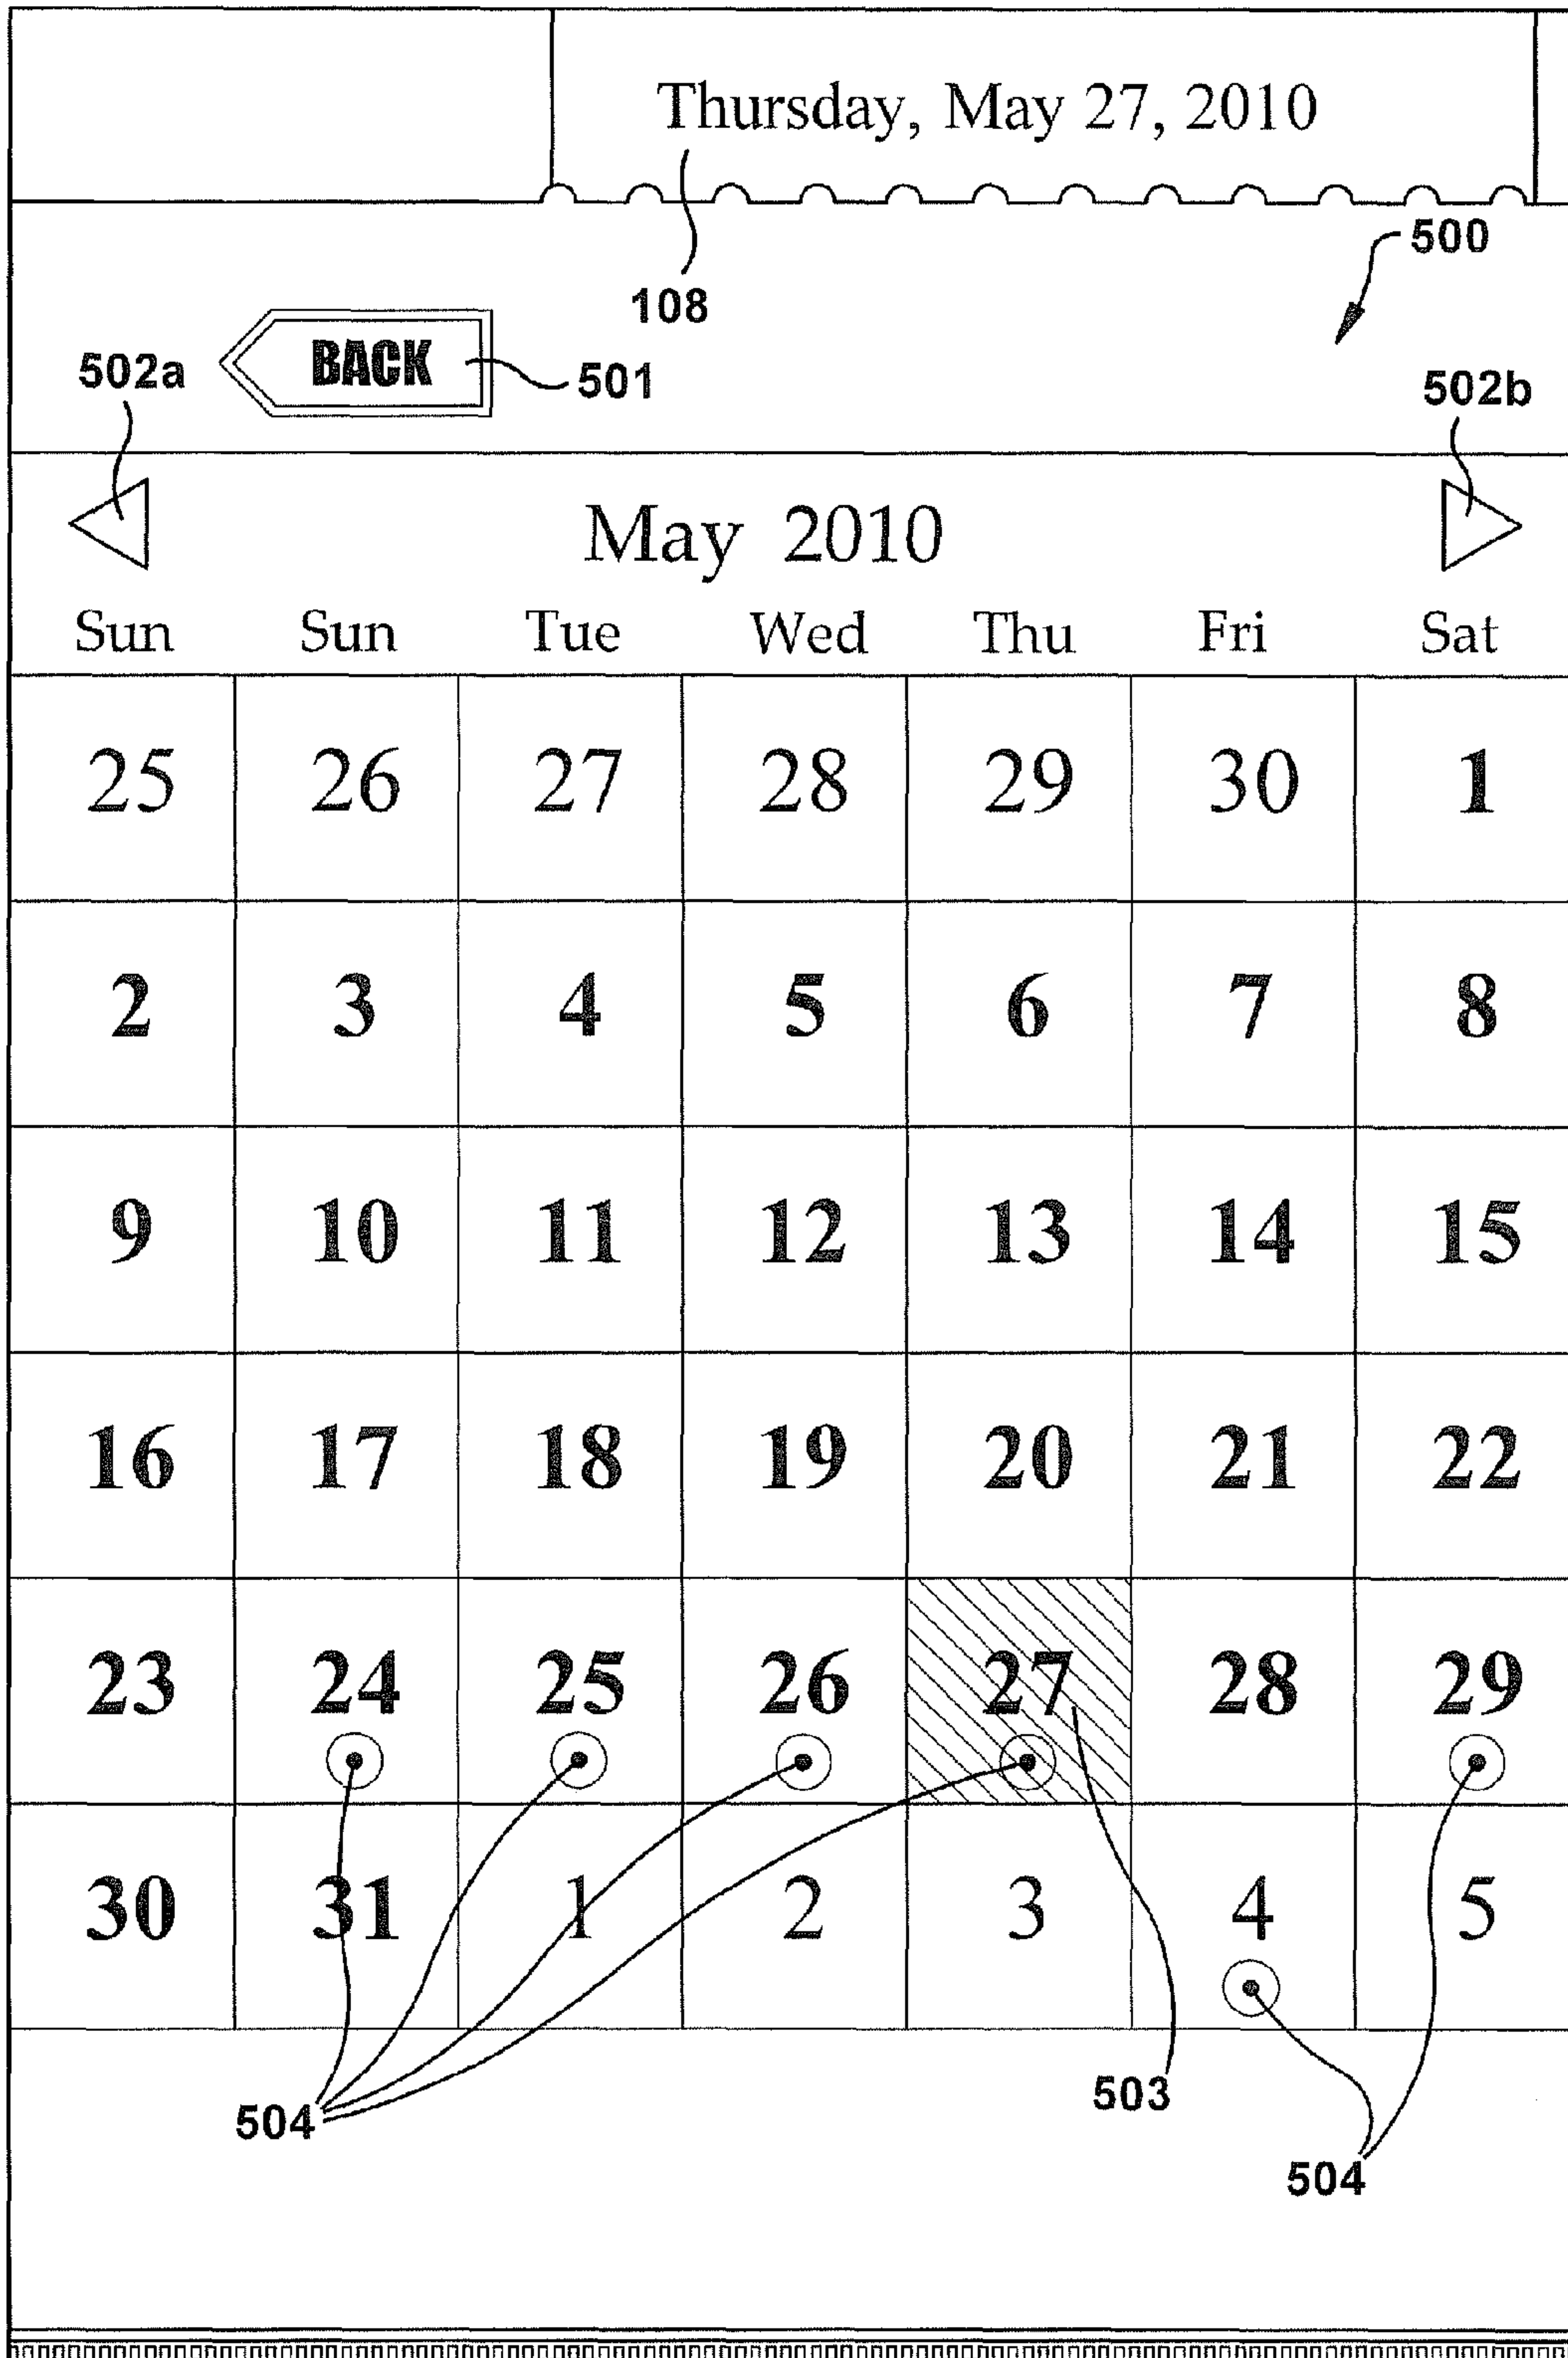 Thursday, May 27, 2010
500
108
502a
BACK
501
502b
May 2010
Sun Sun Tue Wed Thu Fri Sat
25 26 27 28 29 30 1
2 3 4 5 6 7 8
9 10 11 12 13 14 15
16 17 18 19 20 21 22
23 24 25 26 27 28 29
30 31 1 2 3 4 5
503
504
504